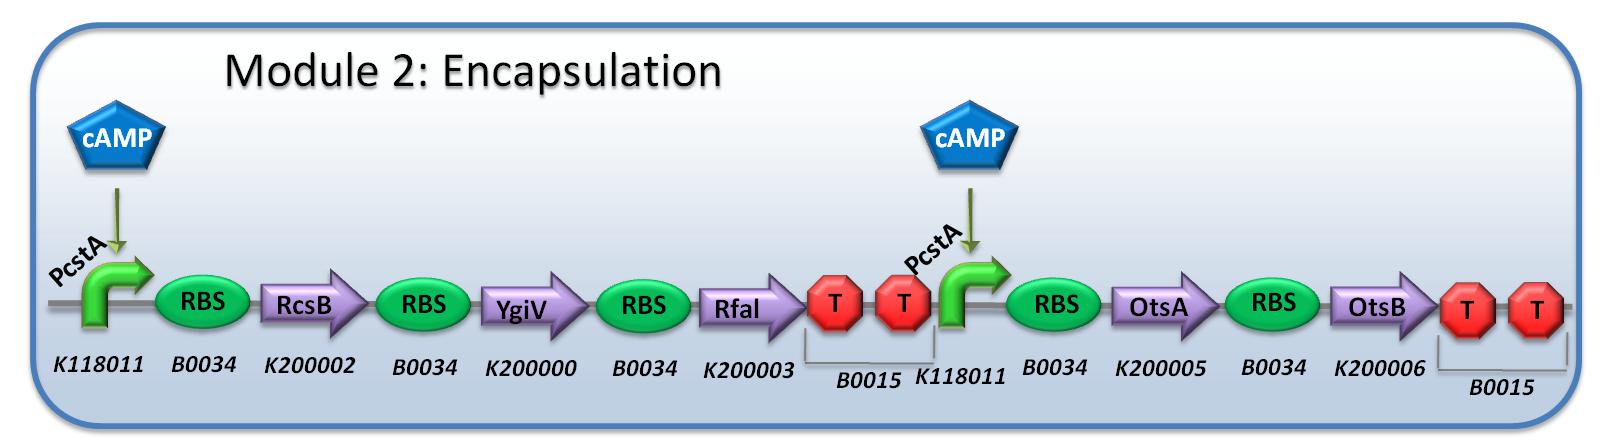 Module 2: Encapsulation
cAMP cAMP
PcstA PcstA
RBS RcsB RBS YgiV RBS RfaI T T RBS OtsA RBS OtsB T T
K118011 B0034 K200002 B0034 K200000 B0034 K200003 B0015 K118011 B0034 K200005 B0034 K200006 B0015